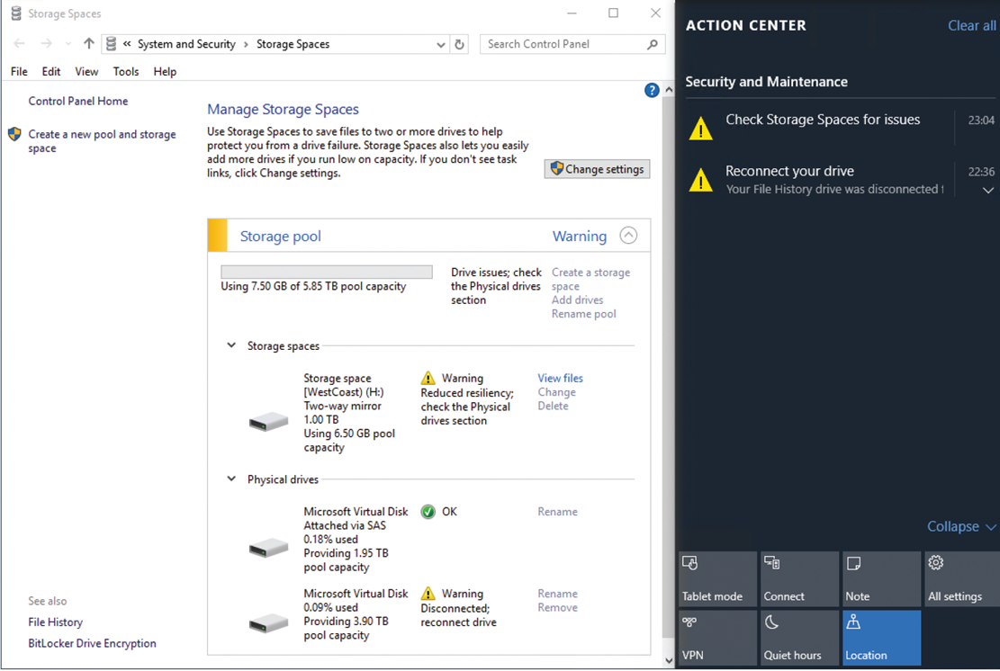 Storage Spaces
« System and Security › Storage Spaces
Search Control Panel
File Edit View Tools Help
Control Panel Home
Create a new pool and storage
space
Manage Storage Spaces
Use Storage Spaces to save files to two or more drives to help
protect you from a drive failure. Storage Spaces also lets you easily
add more drives if you run low on capacity. If you don't see task
links, click Change settings.
Change settings
Storage pool
Warning
Using 7.50 GB of 5.85 TB pool capacity
Drive issues; check
the Physical drives
section
Create a storage
space
Add drives
Rename pool
Storage spaces
Storage space
[WestCoast) (H:)
Two-way mirror
1.00 TB
Using 6.50 GB pool
capacity
Warning
Reduced resiliency;
check the Physical
drives section
View files
Change
Delete
Physical drives
Microsoft Virtual Disk
Attached via SAS
0.18% used
Providing 1.95 TB
pool capacity
OK
Rename
Microsoft Virtual Disk
0.09% used
Providing 3.90 TB
pool capacity
Warning
Disconnected;
reconnect drive
Rename
Remove
See also
File History
BitLocker Drive Encryption
ACTION CENTER
Clear all
Security and Maintenance
Check Storage Spaces for issues
23:04
Reconnect your drive
22:36
Your File History drive was disconnected
Collapse
Tablet mode
Connect
Note
All settings
VPN
Quiet hours
Location